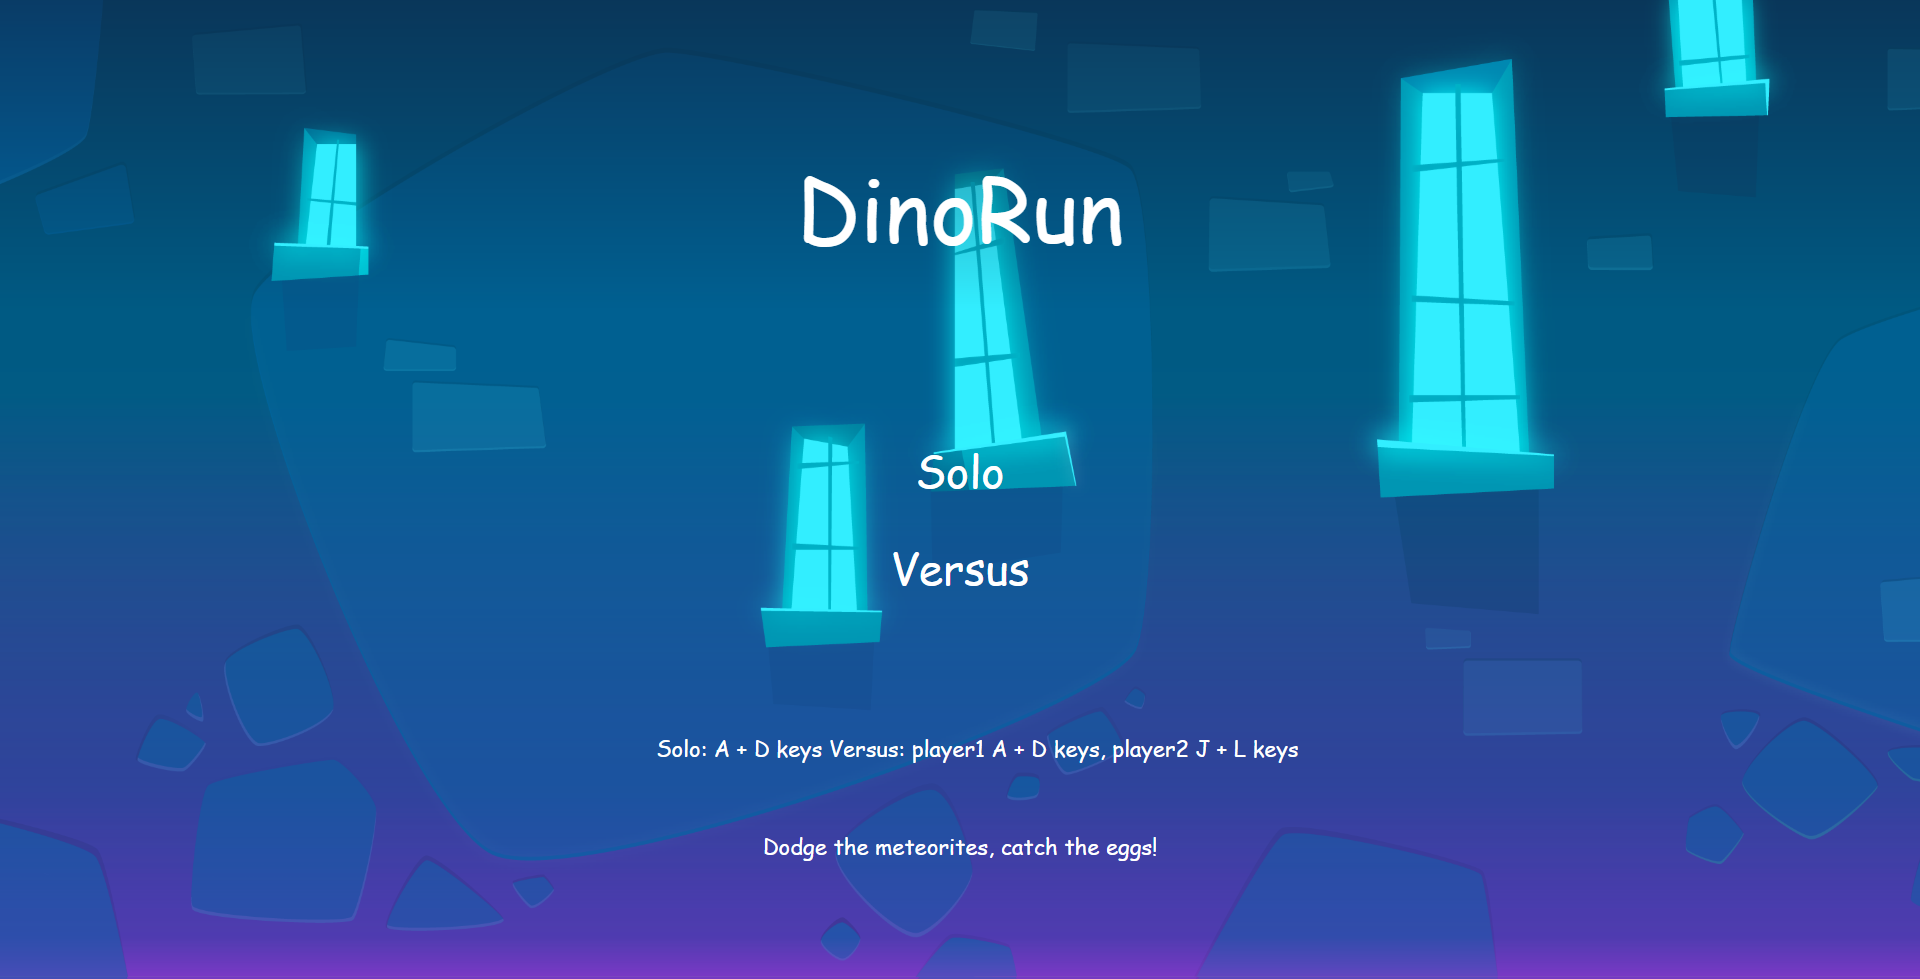 DinoRun
Solo
Versus
Solo: A + D keys Versus: player1 A + D keys, player2 J + L keys
Dodge the meteorites, catch the eggs!